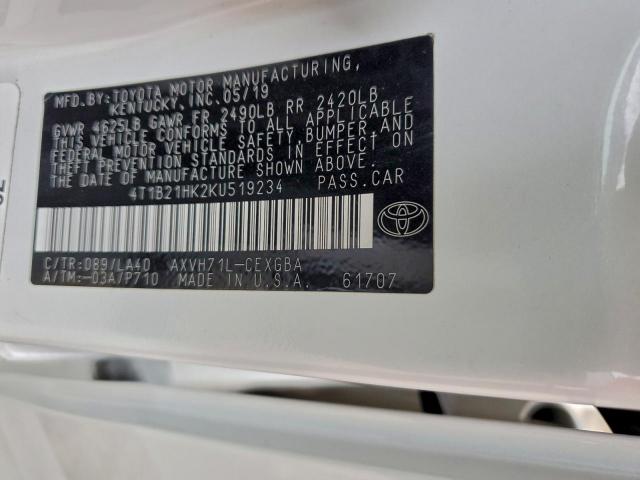 MFD.BY:TOYOTA MOTOR MANUFACTURING,
KENTUCKY,INC.05/19
GVWR 4625LB GAWR FR 2490LB RR 2420LB
THIS VEHICLE CONFORMS TO ALL APPLICABLE
FEDERAL MOTOR VEHICLE SAFETY, BUMPER, AND
THEFT PREVENTION STANDARDS IN EFFECT ON
THE DATE OF MANUFACTURE SHOWN ABOVE.
4T1B21HK2KU519234 PASS.CAR
C/TR:089/LA40 AXVH71L-CEXGBA
A/TM:-03A/P710 MADE IN U.S.A. 61707